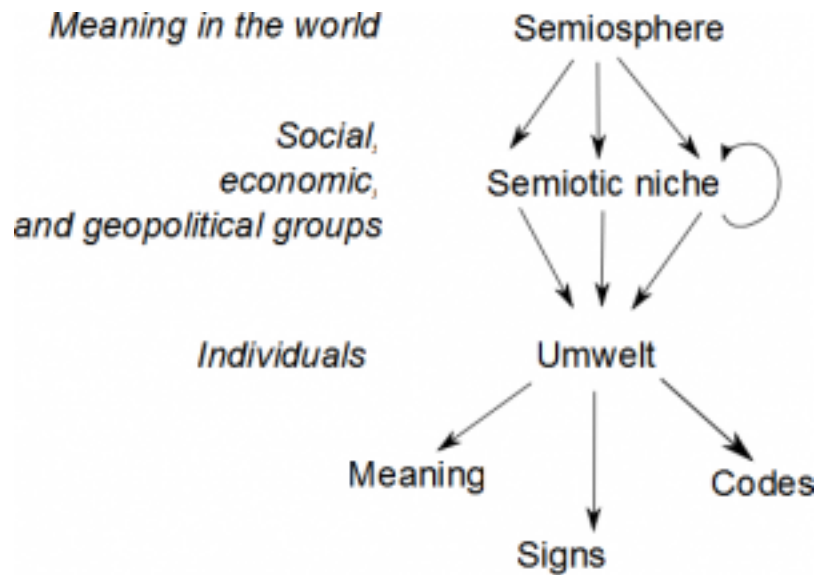 Meaning in the world
Semiosphere
Social,
economic,
and geopolitical groups
Semiotic niche
Individuals
Umwelt
Meaning
Codes
Signs